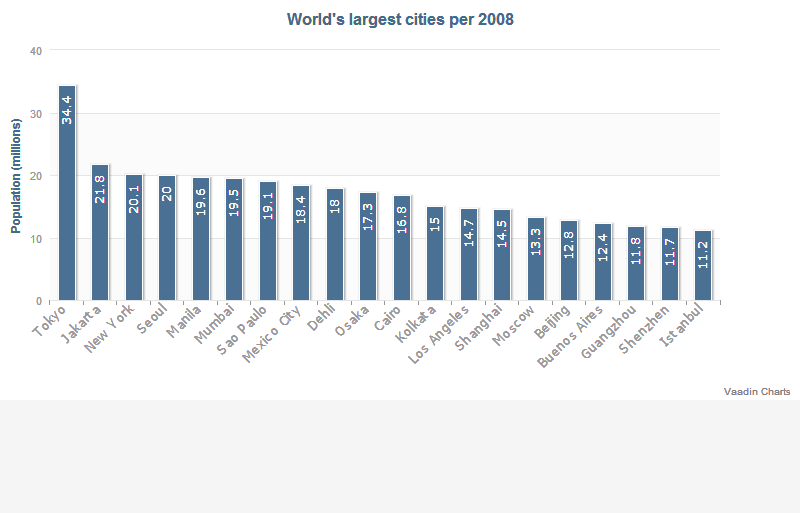 World's largest cities per 2008
Population (millions)
40
30
20
10
0
34.4
21.8
20.1
20
19.6
19.5
19.1
18.4
18
17.3
16.8
15
14.7
14.5
13.3
12.8
12.4
11.8
11.7
11.2
Tokyo
Jakarta
New York
Seoul
Manila
Mumbai
Sao Paulo
Mexico City
Dehli
Osaka
Cairo
Kolkata
Los Angeles
Shanghai
Moscow
Beijing
Buenos Aires
Guangzhou
Shenzhen
Istanbul
Vaadin Charts